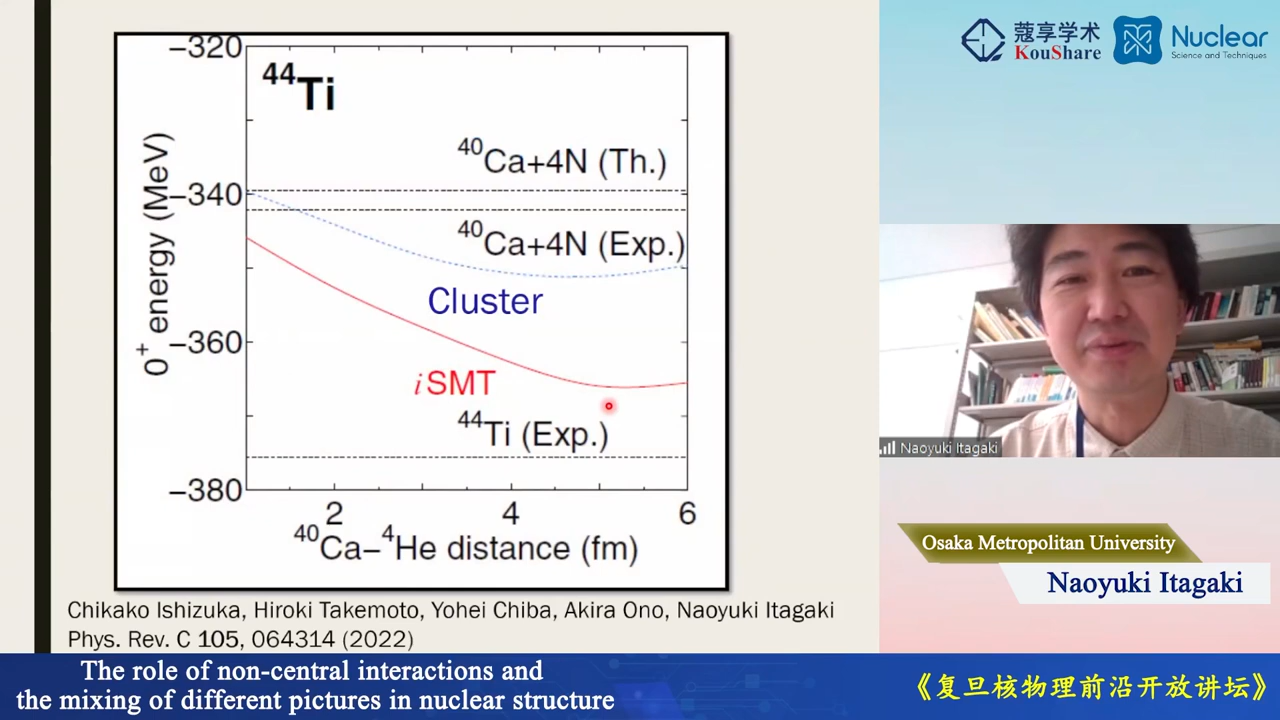 −320
−340
−360
−380
0+ energy (MeV)
44Ti
40Ca+4N (Th.)
40Ca+4N (Exp.)
Cluster
iSMT
44Ti (Exp.)
2 4 6
40Ca−4He distance (fm)
Chikako Ishizuka, Hiroki Takemoto, Yohei Chiba, Akira Ono, Naoyuki Itagaki
Phys. Rev. C 105, 064314 (2022)
蔻享学术
KouShare
Nuclear
Science and Techniques
Naoyuki Itagaki
Osaka Metropolitan University
Naoyuki Itagaki
The role of non-central interactions and
the mixing of different pictures in nuclear structure
《复旦核物理前沿开放讲坛》